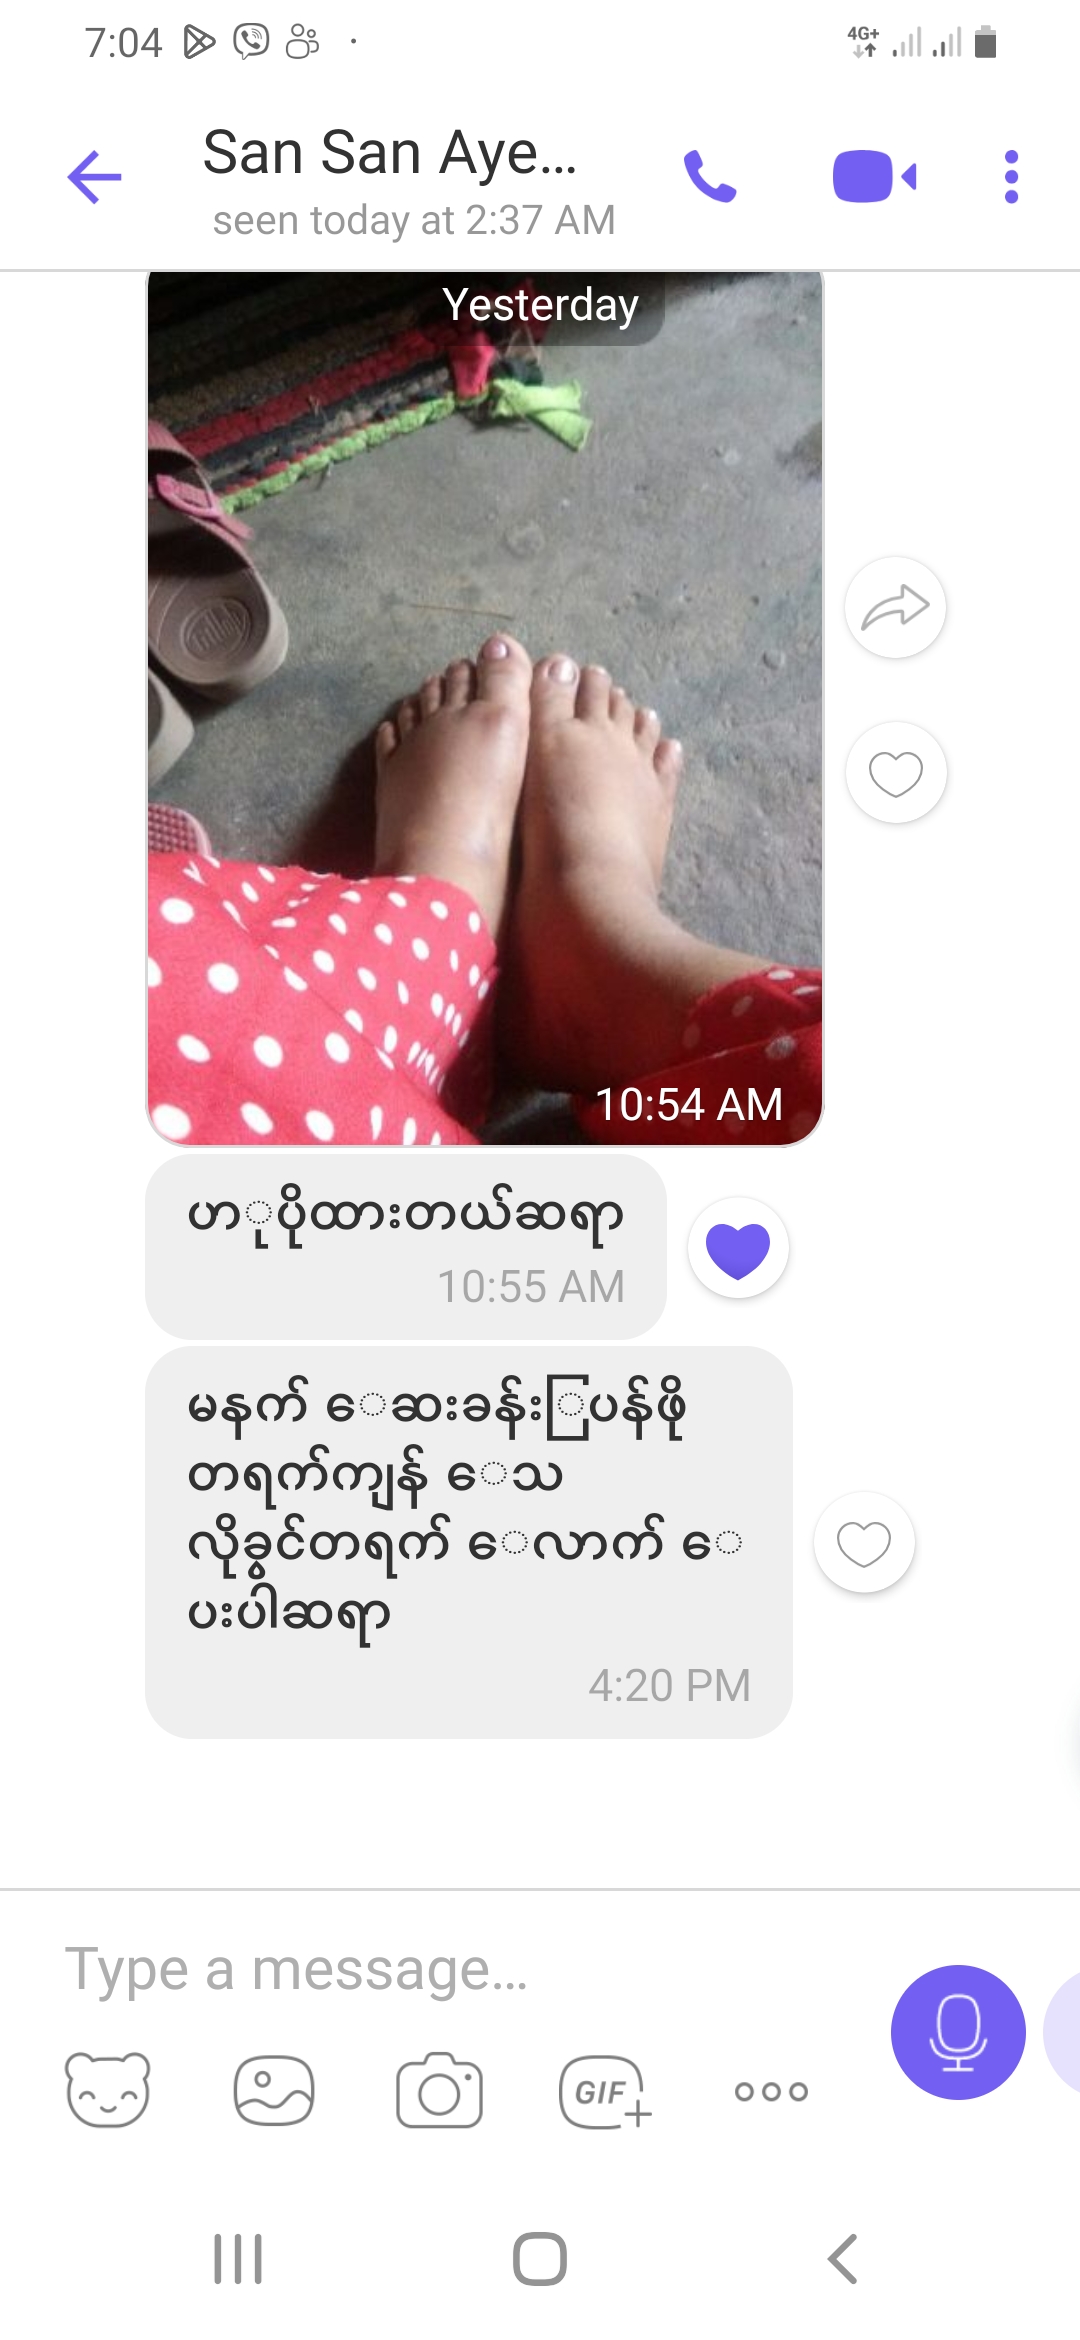 7:04
4G+
San San Aye...
seen today at 2:37 AM
Yesterday
10:54 AM
ဟုပိုထားတယ်ဆရာ
10:55 AM
မနက် ေဆးခန်းြပန်ဖို
တရက်ကျန် ေသ
လိုခွင်တရက် ေလာက် ေ
ပးပါဆရာ
4:20 PM
Type a message...
GIF